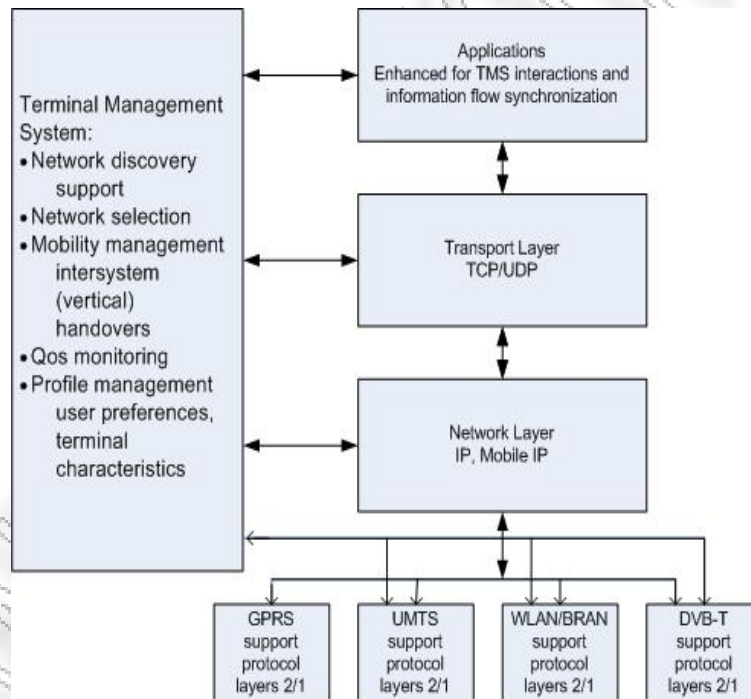 Terminal Management
System:
• Network discovery
support
• Network selection
• Mobility management
intersystem
(vertical)
handovers
• Qos monitoring
• Profile management
user preferences,
terminal
characteristics
Applications
Enhanced for TMS interactions and
information flow synchronization
Transport Layer
TCP/UDP
Network Layer
IP, Mobile IP
GPRS
support
protocol
layers 2/1
UMTS
support
protocol
layers 2/1
WLAN/BRAN
support
protocol
layers 2/1
DVB-T
support
protocol
layers 2/1